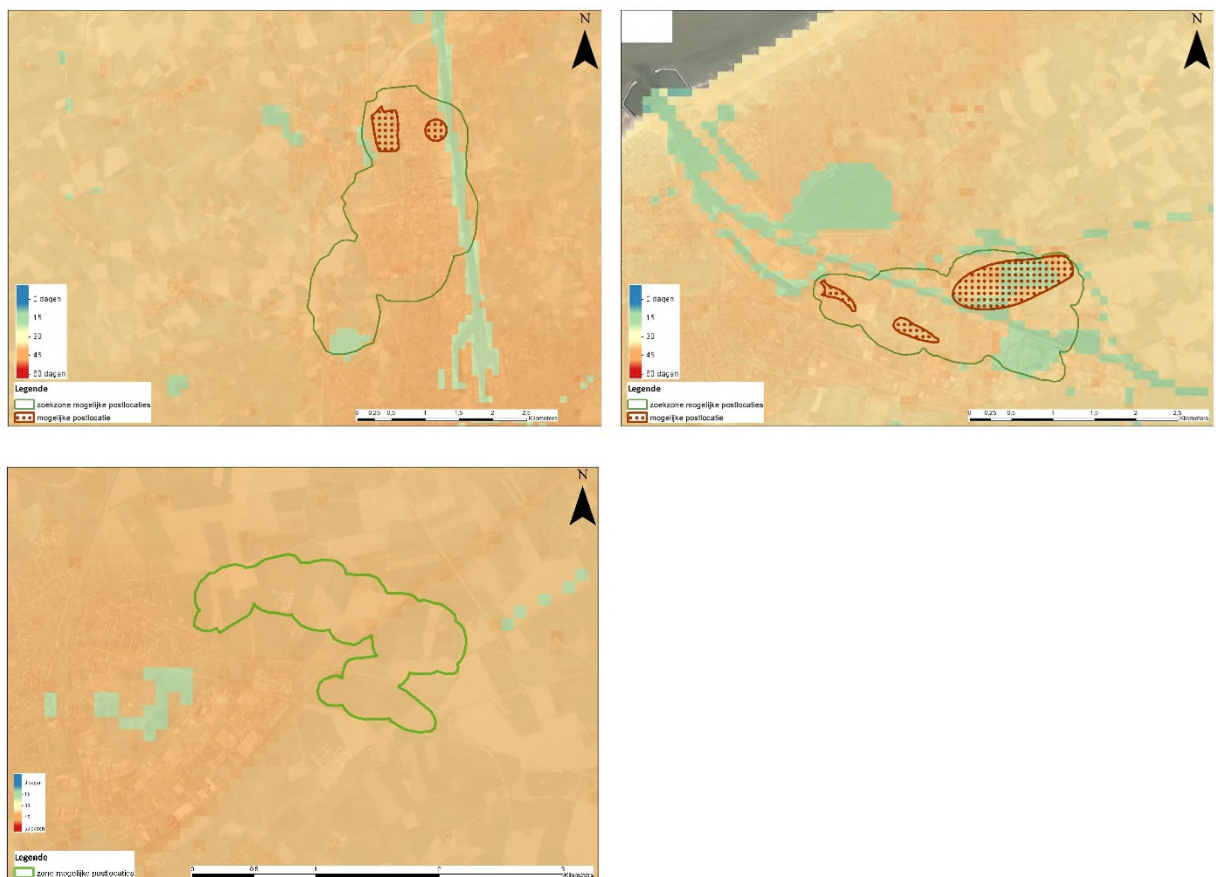 N
0 dagen
15
30
45
60 dagen
Legende
zoekzone mogelijke postlocaties
mogelijke postlocatie
0 0,25 0,5 1 1,5 2 2,5
Kilometers
N
0 dagen
15
30
45
60 dagen
Legende
zoekzone mogelijke postlocaties
mogelijke postlocatie
0 0,25 0,5 1 1,5 2 2,5
Kilometers
N
Legende
zone mogelijke postlocaties
0 0,5 1 2 3
Kilometers